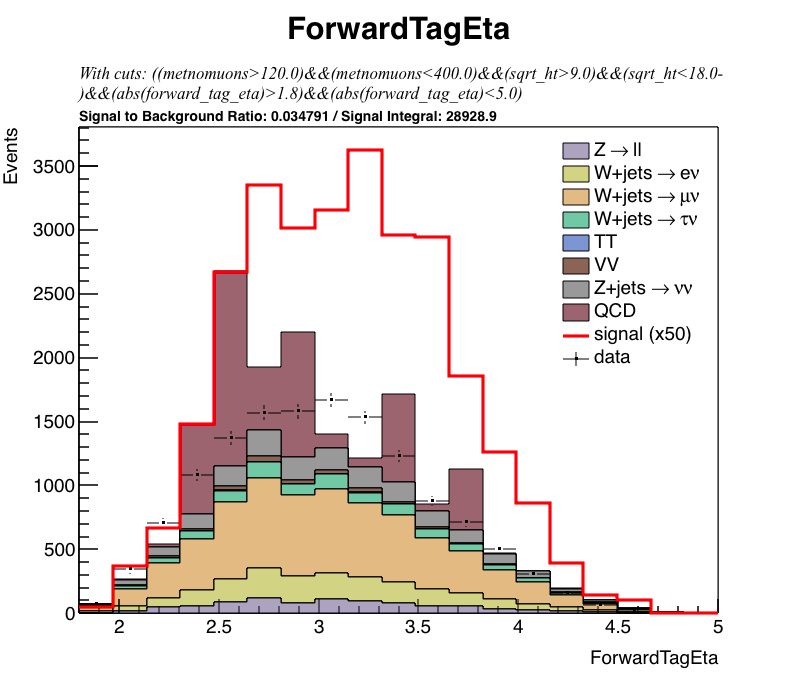 ForwardTagEta
With cuts: ((metnomuons>120.0)&&(metnomuons<400.0)&&(sqrt_ht>9.0)&&(sqrt_ht<18.0-
)&&(abs(forward_tag_eta)>1.8)&&(abs(forward_tag_eta)<5.0)
Signal to Background Ratio: 0.034791 / Signal Integral: 28928.9
Events
3500
3000
2500
2000
1500
1000
500
0
Z → ll
W+jets → eν
W+jets → μν
W+jets → τν
TT
VV
Z+jets → νν
QCD
signal (x50)
data
2 2.5 3 3.5 4 4.5 5
ForwardTagEta